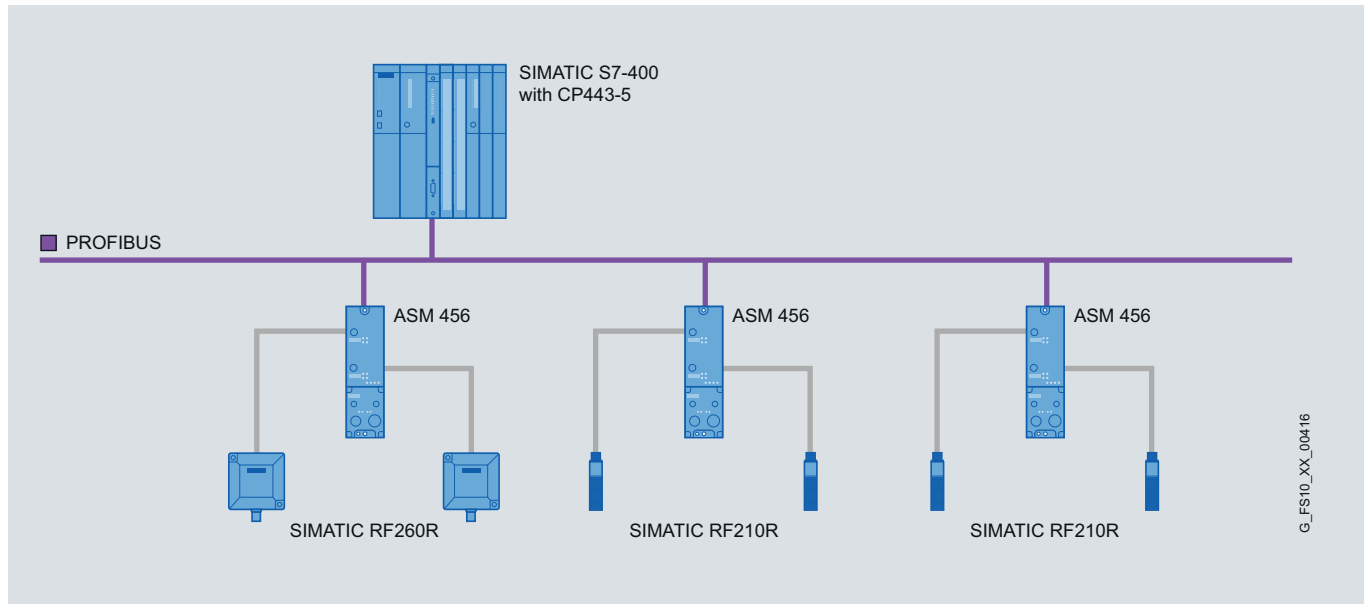 SIMATIC S7-400
with CP443-5
PROFIBUS
ASM 456
ASM 456
ASM 456
SIMATIC RF260R
SIMATIC RF210R
SIMATIC RF210R
G_FS10_XX_00416